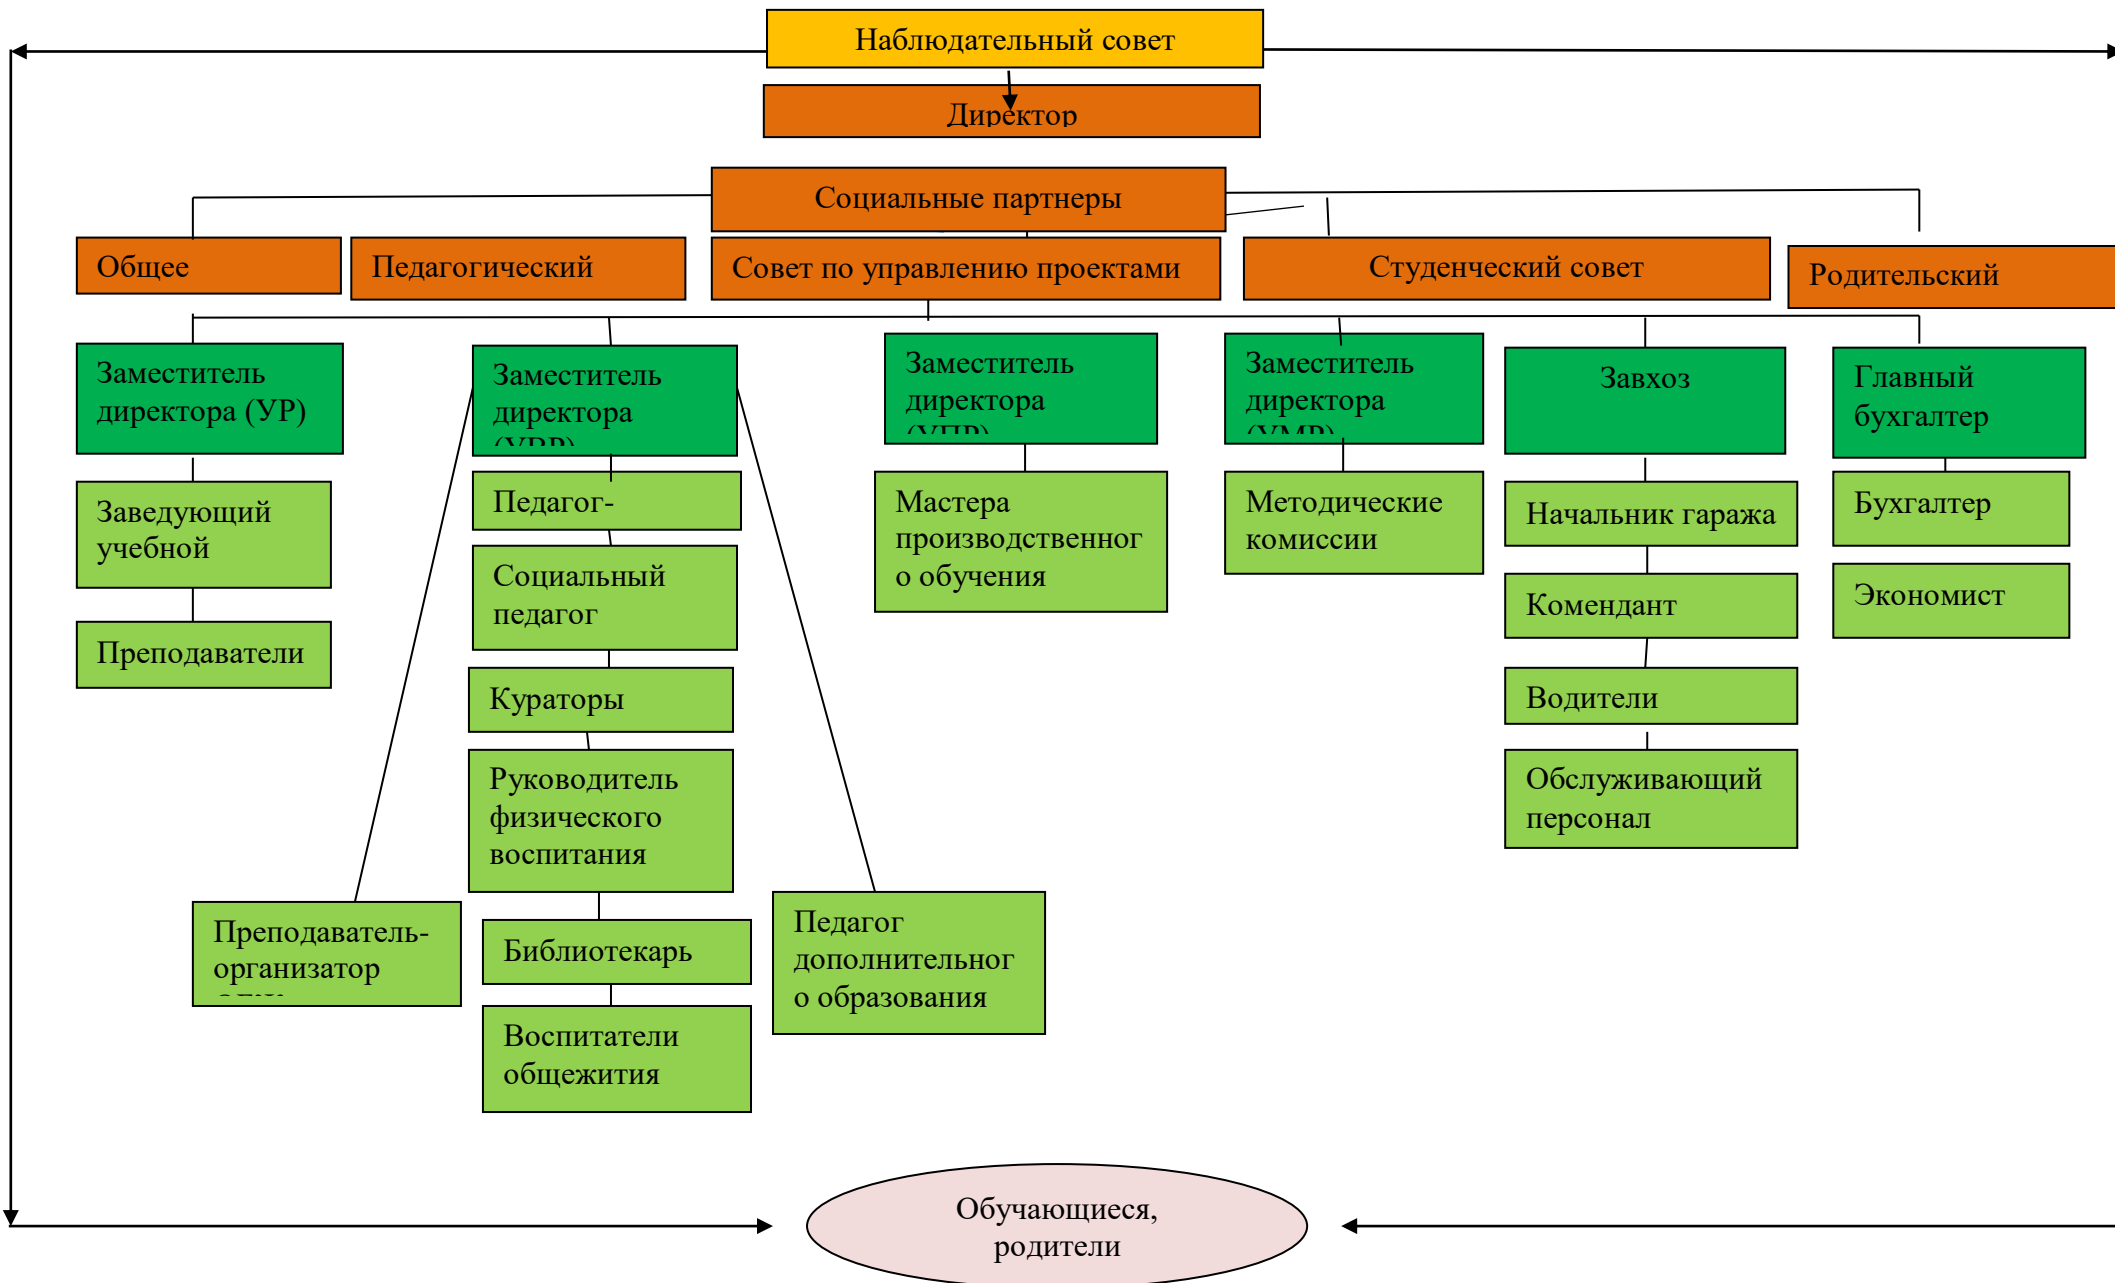 Наблюдательный совет
Директор
Социальные партнеры
Общее
Педагогический
Совет по управлению проектами
Студенческий совет
Родительский
Заместитель
директора (УР)
Заместитель
директора
(УВР)
Заместитель
директора
(УПР)
Заместитель
директора
(УМР)
Завхоз
Главный
бухгалтер
Заведующий
учебной
Преподаватели
Педагог-
Социальный
педагог
Кураторы
Руководитель
физического
воспитания
Библиотекарь
Воспитатели
общежития
Преподаватель-
организатор
Педагог
дополнительног
о образования
Мастера
производственног
о обучения
Методические
комиссии
Начальник гаража
Комендант
Водители
Обслуживающий
персонал
Бухгалтер
Экономист
Обучающиеся,
родители